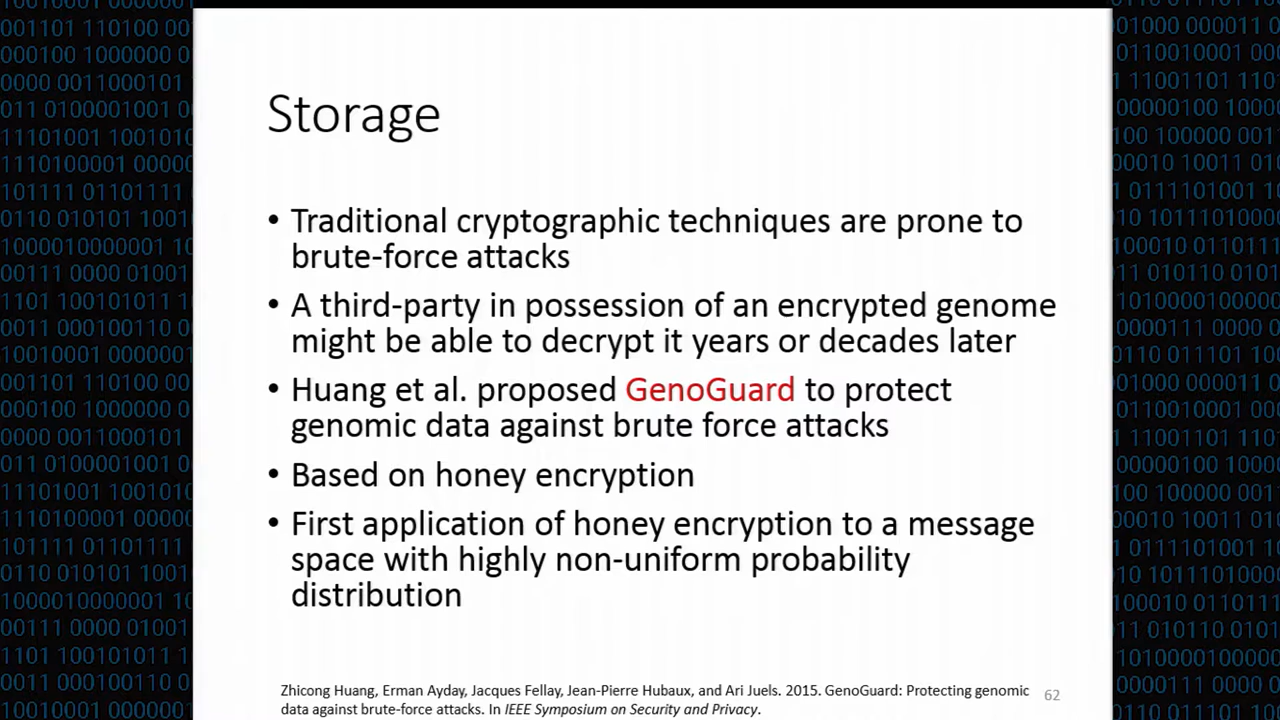 Storage
• Traditional cryptographic techniques are prone to
brute-force attacks
• A third-party in possession of an encrypted genome
might be able to decrypt it years or decades later
• Huang et al. proposed GenoGuard to protect
genomic data against brute force attacks
• Based on honey encryption
• First application of honey encryption to a message
space with highly non-uniform probability
distribution
Zhicong Huang, Erman Ayday, Jacques Fellay, Jean-Pierre Hubaux, and Ari Juels. 2015. GenoGuard: Protecting genomic
data against brute-force attacks. In IEEE Symposium on Security and Privacy.
62